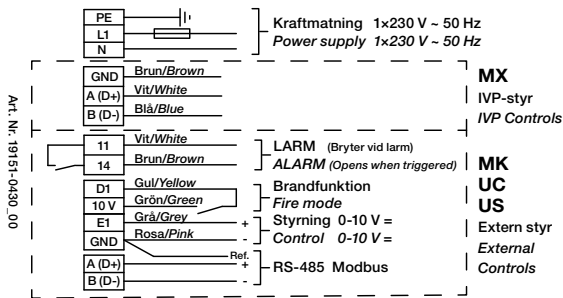 PE
L1
N
Kraftmatning 1×230 V ~ 50 Hz
Power supply 1×230 V ~ 50 Hz
GND Brun/Brown
A (D+) Vit/White
B (D-) Blå/Blue
MX
IVP-styr
IVP Controls
11 Vit/White
14 Brun/Brown
LARM (Bryter vid larm)
ALARM (Opens when triggered)
D1 Gul/Yellow
10 V Grön/Green
Brandfunktion
Fire mode
E1 Grå/Grey +
GND Rosa/Pink -
Styrning 0-10 V =
Control 0-10 V =
Ref.
A (D+) +
B (D-) -
RS-485 Modbus
MK
UC
US
Extern styr
External
Controls
Art. Nr. 19151-0430_00